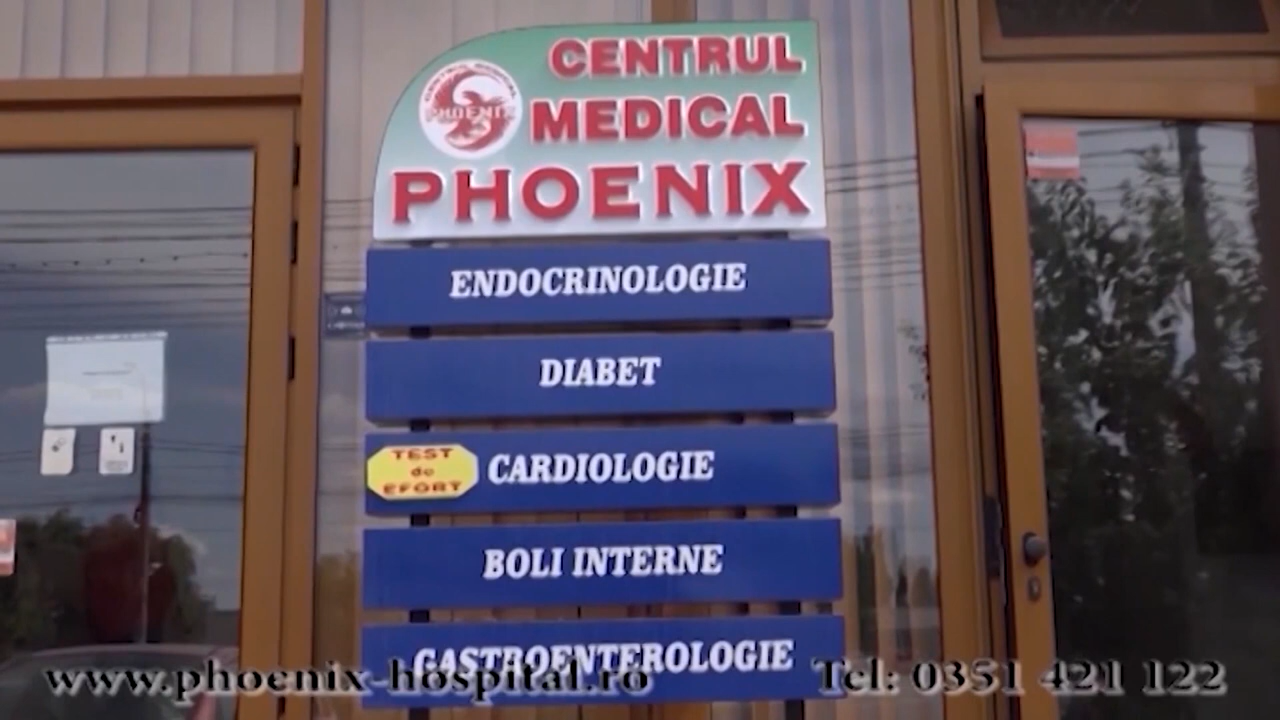 CENTRUL
MEDICAL
PHOENIX
PHOENIX
ENDOCRINOLOGIE
DIABET
TEST
de
EFORT
CARDIOLOGIE
BOLI INTERNE
GASTROENTEROLOGIE
www.phoenix-hospital.ro
Tel: 0351 421 122